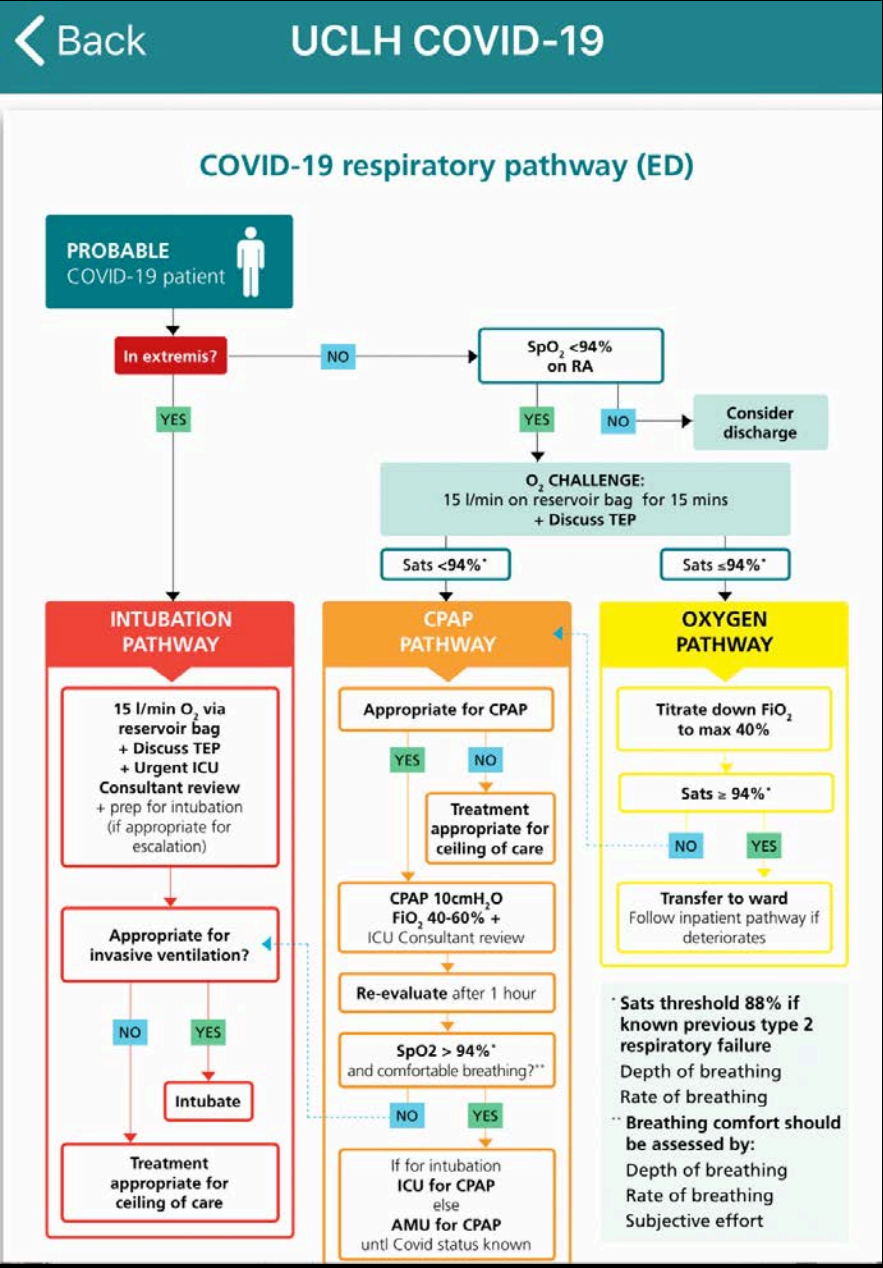 Back
UCLH COVID-19
COVID-19 respiratory pathway (ED)
PROBABLE
COVID-19 patient
In extremis?
NO
SpO₂ <94%
on RA
YES
YES
NO
Consider
discharge
O₂ CHALLENGE:
15 l/min on reservoir bag for 15 mins
+ Discuss TEP
Sats <94%*
Sats ≤94%*
INTUBATION
PATHWAY
15 l/min O₂ via
reservoir bag
+ Discuss TEP
+ Urgent ICU
Consultant review
+ prep for intubation
(if appropriate for
escalation)
Appropriate for
invasive ventilation?
NO
YES
Intubate
Treatment
appropriate for
ceiling of care
CPAP
PATHWAY
Appropriate for CPAP
YES
NO
Treatment
appropriate for
ceiling of care
CPAP 10cmH₂O
FiO₂ 40-60% +
ICU Consultant review
Re-evaluate after 1 hour
SpO2 > 94%*
and comfortable breathing?**
NO
YES
If for intubation
ICU for CPAP
else
AMU for CPAP
untl Covid status known
OXYGEN
PATHWAY
Titrate down FiO₂
to max 40%
Sats ≥ 94%*
NO
YES
Transfer to ward
Follow inpatient pathway if
deteriorates
* Sats threshold 88% if
known previous type 2
respiratory failure
Depth of breathing
Rate of breathing
** Breathing comfort should
be assessed by:
Depth of breathing
Rate of breathing
Subjective effort